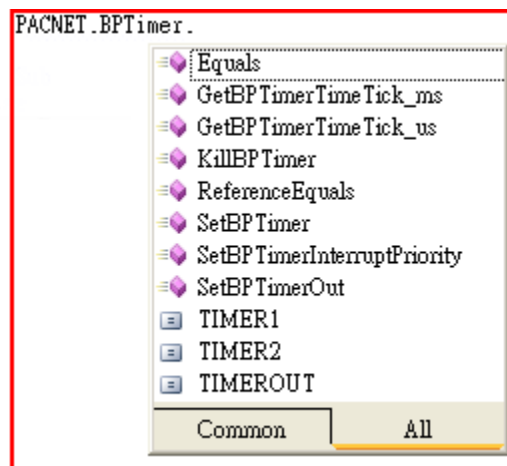 PACNET.BPTimer.
Equals
GetBPTimerTimeTick_ms
GetBPTimerTimeTick_us
KillBPTimer
ReferenceEquals
SetBPTimer
SetBPTimerInterruptPriority
SetBPTimerOut
TIMER1
TIMER2
TIMEROUT
Common All